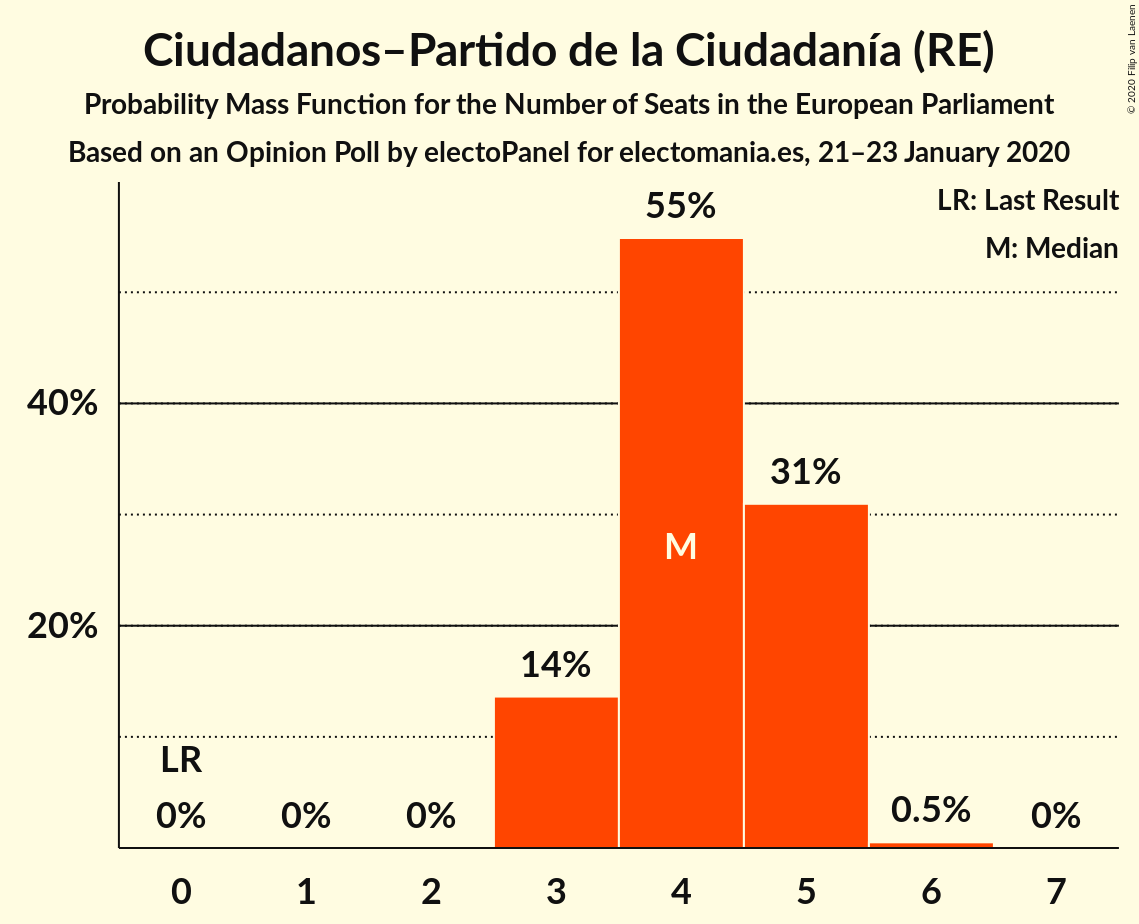 Ciudadanos–Partido de la Ciudadanía (RE)
Probability Mass Function for the Number of Seats in the European Parliament
Based on an Opinion Poll by electoPanel for electomania.es, 21–23 January 2020
© 2020 Filip van Laenen
LR: Last Result
M: Median
55%
40%
31%
M
20%
14%
LR
0% 0% 0% 0.5% 0%
0 1 2 3 4 5 6 7